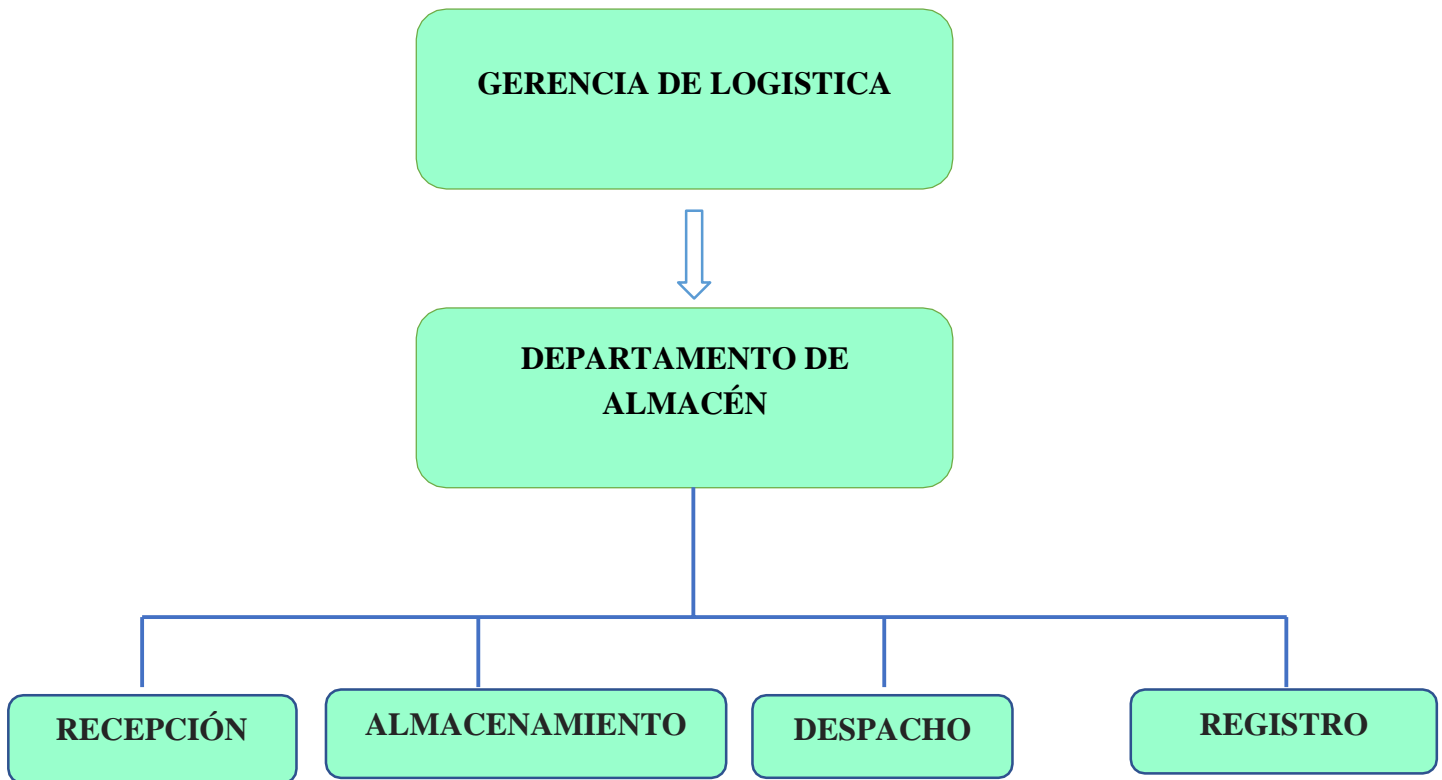 GERENCIA DE LOGISTICA
DEPARTAMENTO DE
ALMACÉN
RECEPCIÓN
ALMACENAMIENTO
DESPACHO
REGISTRO